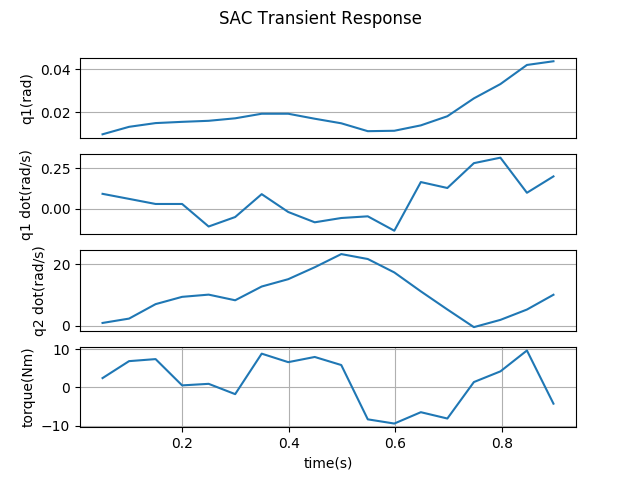 SAC Transient Response
q1(rad)
0.04
0.02
q1 dot(rad/s)
0.25
0.00
q2 dot(rad/s)
20
0
torque(Nm)
10
0
−10
0.2 0.4 0.6 0.8
time(s)